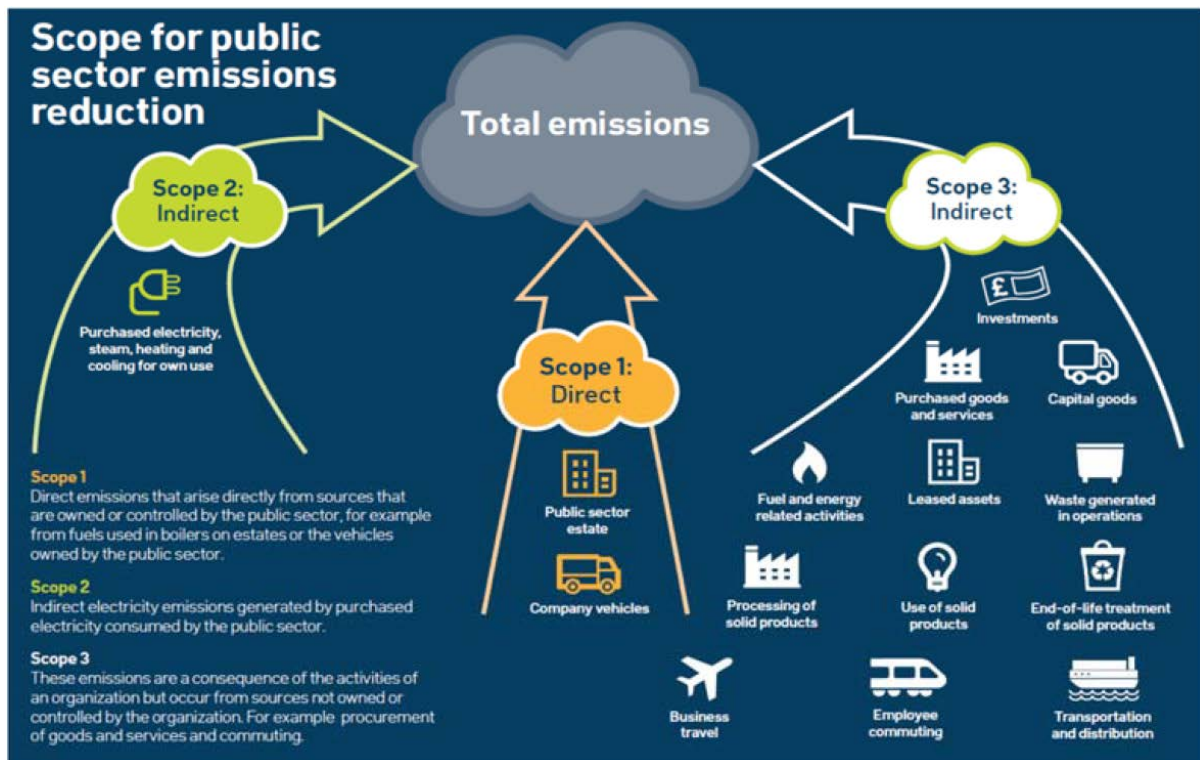 Scope for public
sector emissions
reduction
Total emissions
Scope 2:
Indirect
Purchased electricity,
steam, heating and
cooling for own use
Scope 1:
Direct
Public sector
estate
Company vehicles
Scope 3:
Indirect
£
Investments
Purchased goods
and services
Capital goods
Fuel and energy
related activities
Leased assets
Waste generated
in operations
Processing of
solid products
Use of solid
products
End-of-life treatment
of solid products
Business
travel
Employee
commuting
Transportation
and distribution
Scope 1
Direct emissions that arise directly from sources that
are owned or controlled by the public sector, for example
from fuels used in boilers on estates or the vehicles
owned by the public sector.
Scope 2
Indirect electricity emissions generated by purchased
electricity consumed by the public sector.
Scope 3
These emissions are a consequence of the activities of
an organization but occur from sources not owned or
controlled by the organization. For example procurement
of goods and services and commuting.